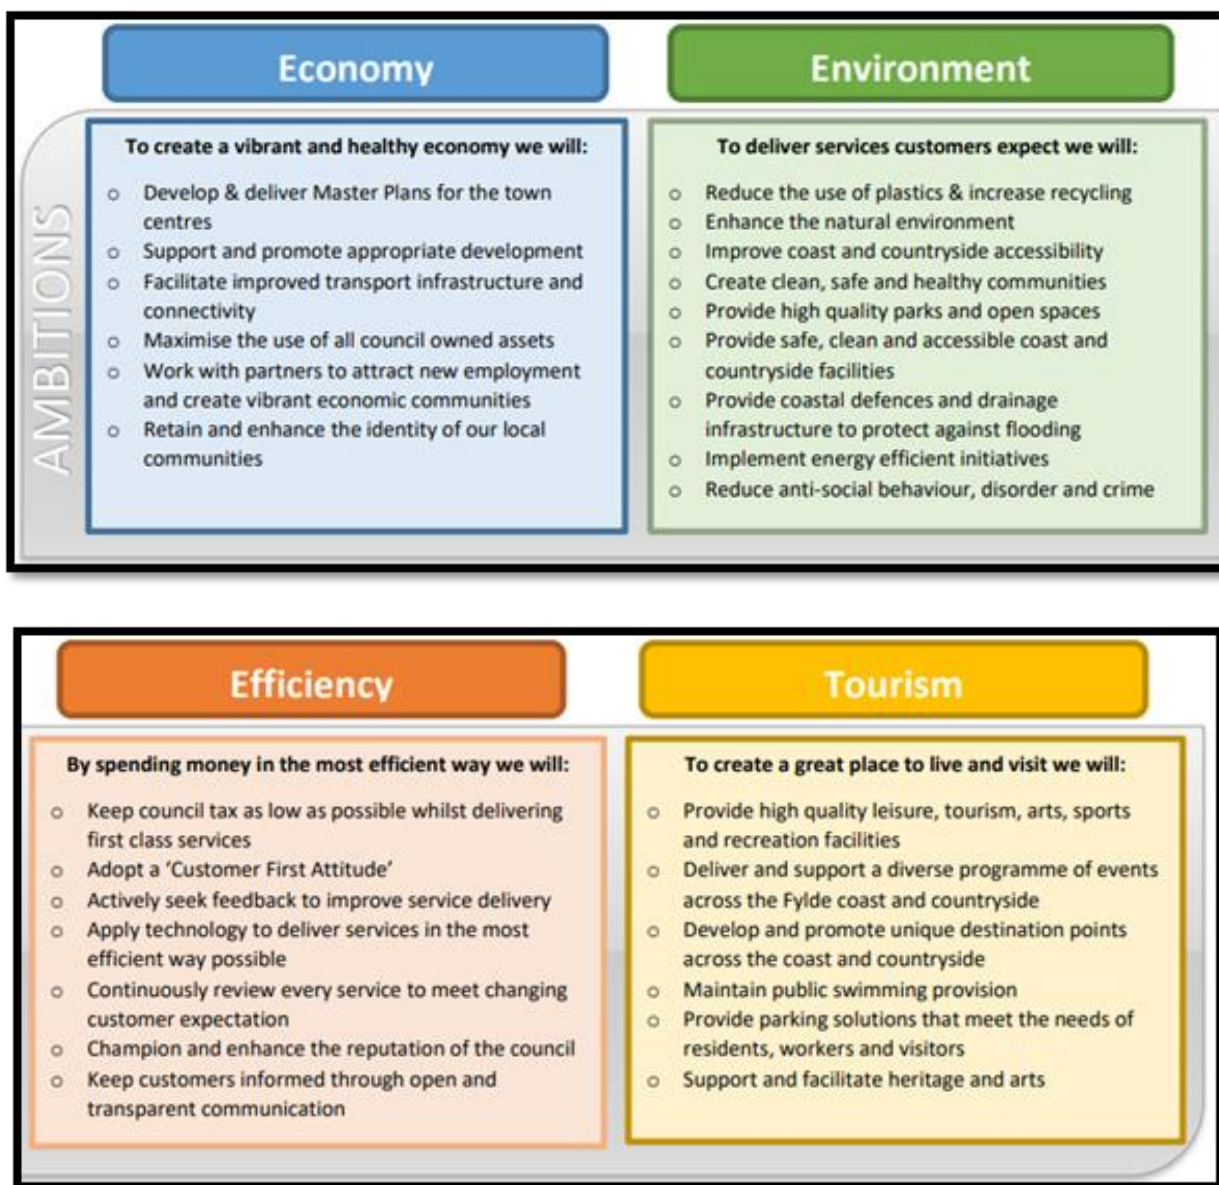 Economy
To create a vibrant and healthy economy we will:
o Develop & deliver Master Plans for the town
centres
o Support and promote appropriate development
o Facilitate improved transport infrastructure and
connectivity
o Maximise the use of all council owned assets
o Work with partners to attract new employment
and create vibrant economic communities
o Retain and enhance the identity of our local
communities
Environment
To deliver services customers expect we will:
o Reduce the use of plastics & increase recycling
o Enhance the natural environment
o Improve coast and countryside accessibility
o Create clean, safe and healthy communities
o Provide high quality parks and open spaces
o Provide safe, clean and accessible coast and
countryside facilities
o Provide coastal defences and drainage
infrastructure to protect against flooding
o Implement energy efficient initiatives
o Reduce anti-social behaviour, disorder and crime
AMBITIONS
Efficiency
By spending money in the most efficient way we will:
o Keep council tax as low as possible whilst delivering
first class services
o Adopt a ‘Customer First Attitude’
o Actively seek feedback to improve service delivery
o Apply technology to deliver services in the most
efficient way possible
o Continuously review every service to meet changing
customer expectation
o Champion and enhance the reputation of the council
o Keep customers informed through open and
transparent communication
Tourism
To create a great place to live and visit we will:
o Provide high quality leisure, tourism, arts, sports
and recreation facilities
o Deliver and support a diverse programme of events
across the Fylde coast and countryside
o Develop and promote unique destination points
across the coast and countryside
o Maintain public swimming provision
o Provide parking solutions that meet the needs of
residents, workers and visitors
o Support and facilitate heritage and arts